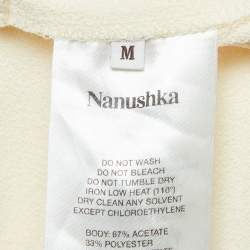 M
Nanushka
DO NOT WASH
DO NOT BLEACH
DO NOT TUMBLE DRY
IRON LOW HEAT (110°)
DRY CLEAN ANY SOLVENT
EXCEPT CHLOROETHYLENE
BODY: 67% ACETATE
33% POLYESTER